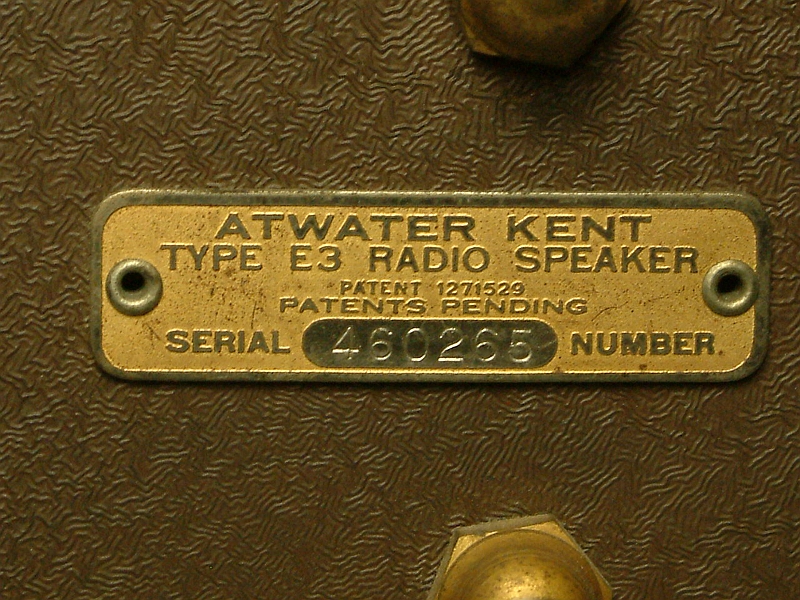 ATWATER KENT
TYPE E3 RADIO SPEAKER
PATENT 1271529
PATENTS PENDING
SERIAL 460265 NUMBER.